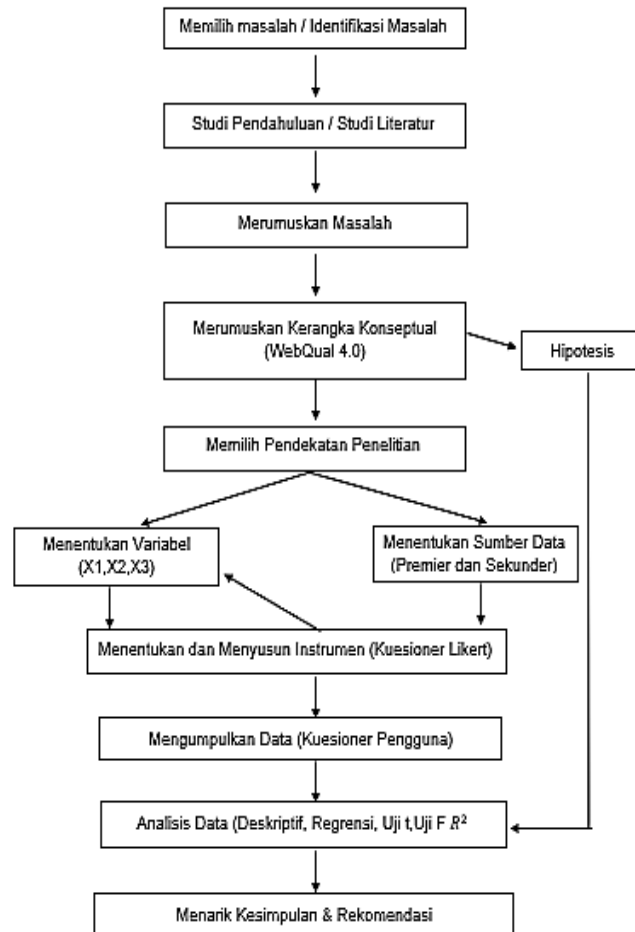 Memilih masalah / Identifikasi Masalah
Studi Pendahuluan / Studi Literatur
Merumuskan Masalah
Merumuskan Kerangka Konseptual
(WebQual 4.0)
Hipotesis
Memilih Pendekatan Penelitian
Menentukan Variabel
(X1,X2,X3)
Menentukan Sumber Data
(Premier dan Sekunder)
Menentukan dan Menyusun Instrumen (Kuesioner Likert)
Mengumpulkan Data (Kuesioner Pengguna)
Analisis Data (Deskriptif, Regrensi, Uji t,Uji F R²
Menarik Kesimpulan & Rekomendasi